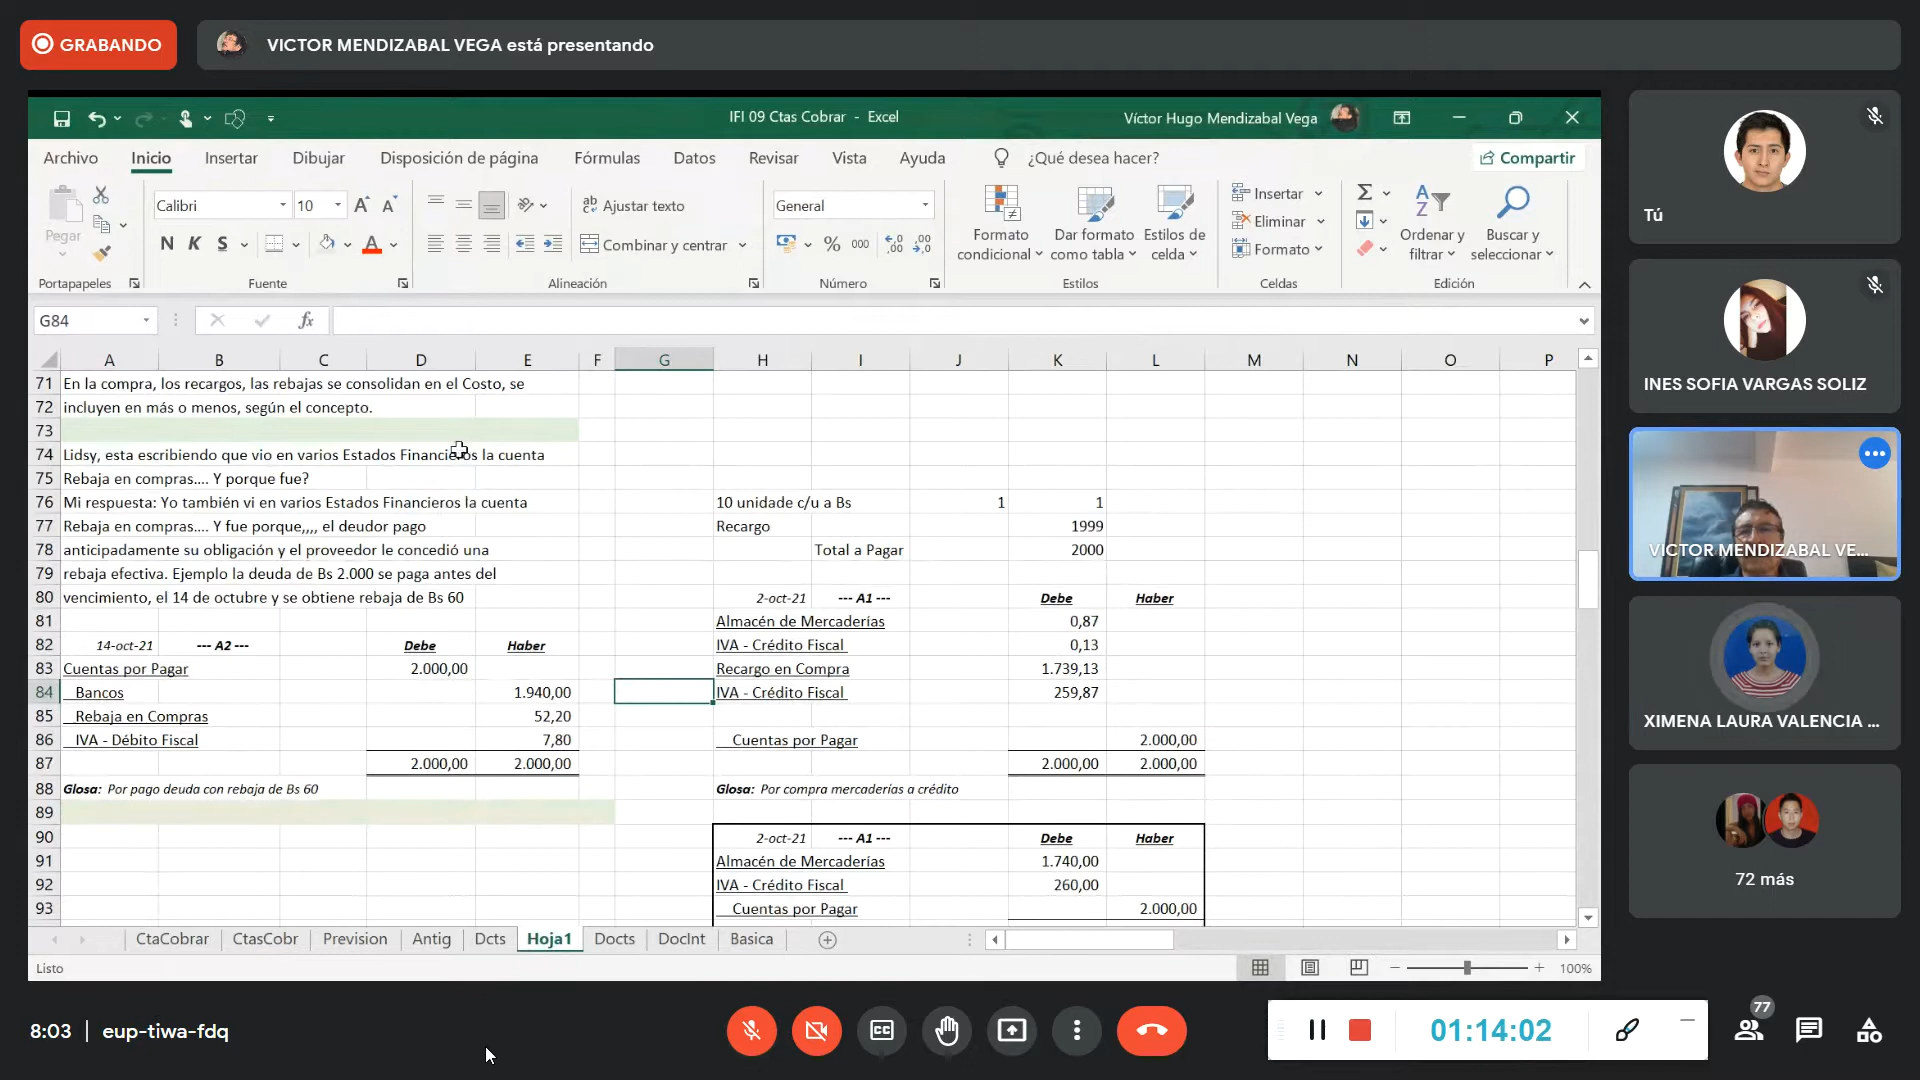 GRABANDO
VICTOR MENDIZABAL VEGA está presentando
IFI 09 Ctas Cobrar - Excel
Víctor Hugo Mendizabal Vega
Archivo Inicio Insertar Dibujar Disposición de página Fórmulas Datos Revisar Vista Ayuda ¿Qué desea hacer? Compartir
Pegar
Calibri 10
N K S
Ajustar texto
Combinar y centrar
General
% 000
Formato condicional
Dar formato como tabla
Estilos de celda
Insertar
Eliminar
Formato
Ordenar y filtrar
Buscar y seleccionar
Portapapeles Fuente Alineación Número Estilos Celdas Edición
G84 fx
A B C D E F G H I J K L M N O P
71 En la compra, los recargos, las rebajas se consolidan en el Costo, se
72 incluyen en más o menos, según el concepto.
73
74 Lidsy, esta escribiendo que vio en varios Estados Financieros la cuenta
75 Rebaja en compras.... Y porque fue?
76 Mi respuesta: Yo también vi en varios Estados Financieros la cuenta 10 unidade c/u a Bs 1 1
77 Rebaja en compras.... Y fue porque,,,, el deudor pago Recargo 1999
78 anticipadamente su obligación y el proveedor le concedió una Total a Pagar 2000
79 rebaja efectiva. Ejemplo la deuda de Bs 2.000 se paga antes del
80 vencimiento, el 14 de octubre y se obtiene rebaja de Bs 60 2-oct-21 --- A1 --- Debe Haber
81 Almacén de Mercaderías 0,87
82 14-oct-21 --- A2 --- Debe Haber IVA - Crédito Fiscal 0,13
83 Cuentas por Pagar 2.000,00 Recargo en Compra 1.739,13
84 Bancos 1.940,00 IVA - Crédito Fiscal 259,87
85 Rebaja en Compras 52,20
86 IVA - Débito Fiscal 7,80 Cuentas por Pagar 2.000,00
87 2.000,00 2.000,00 2.000,00 2.000,00
88 Glosa: Por pago deuda con rebaja de Bs 60 Glosa: Por compra mercaderías a crédito
89
90 2-oct-21 --- A1 --- Debe Haber
91 Almacén de Mercaderías 1.740,00
92 IVA - Crédito Fiscal 260,00
93 Cuentas por Pagar 2.000,00
CtaCobrar CtasCobr Prevision Antig Dcts Hoja1 Docts DocInt Basica
Listo
100%
Tú
INES SOFIA VARGAS SOLIZ
VICTOR MENDIZABAL VE...
XIMENA LAURA VALENCIA ...
72 más
8:03 | eup-tiwa-fdq
CC
01:14:02
77